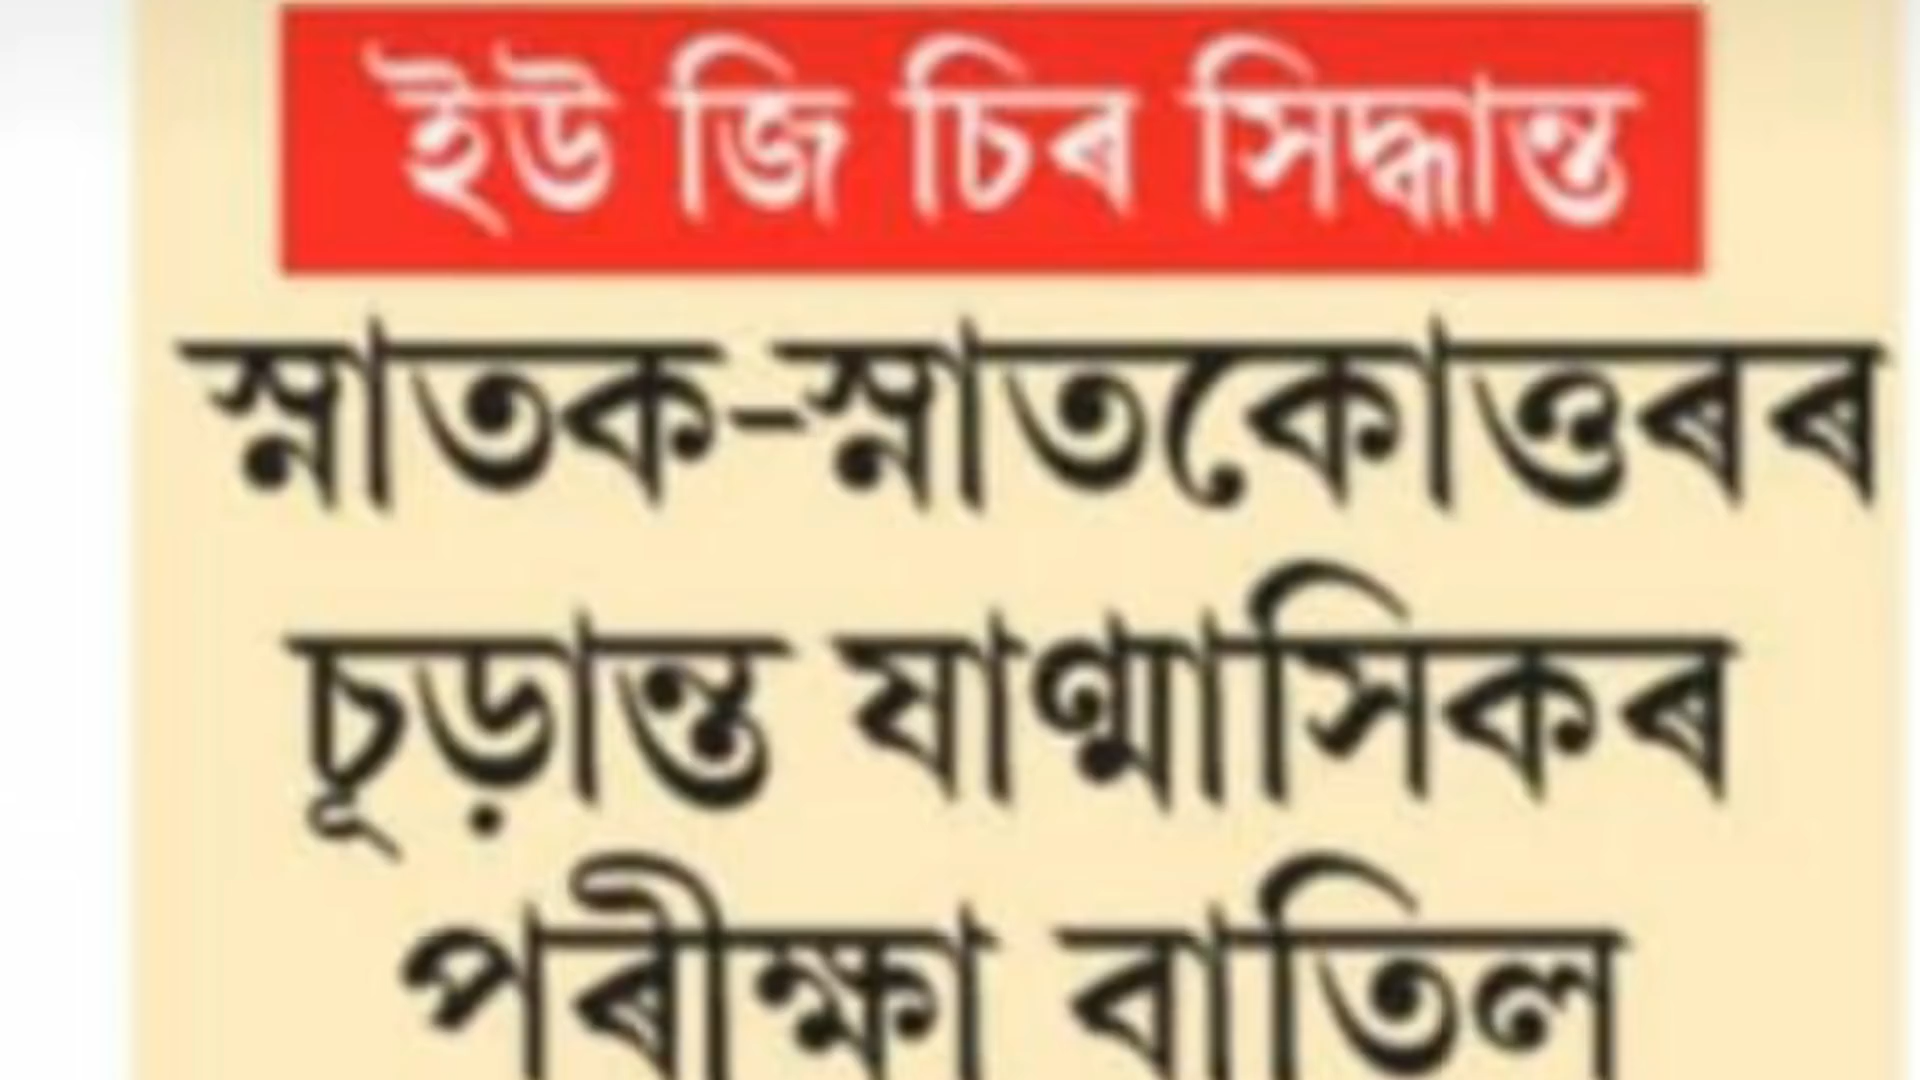 ইউ জি চিৰ সিদ্ধান্ত
স্নাতক-স্নাতকোত্তৰৰ
চূড়ান্ত যাণ্মাসিকৰ
পৰীক্ষা বাতিল